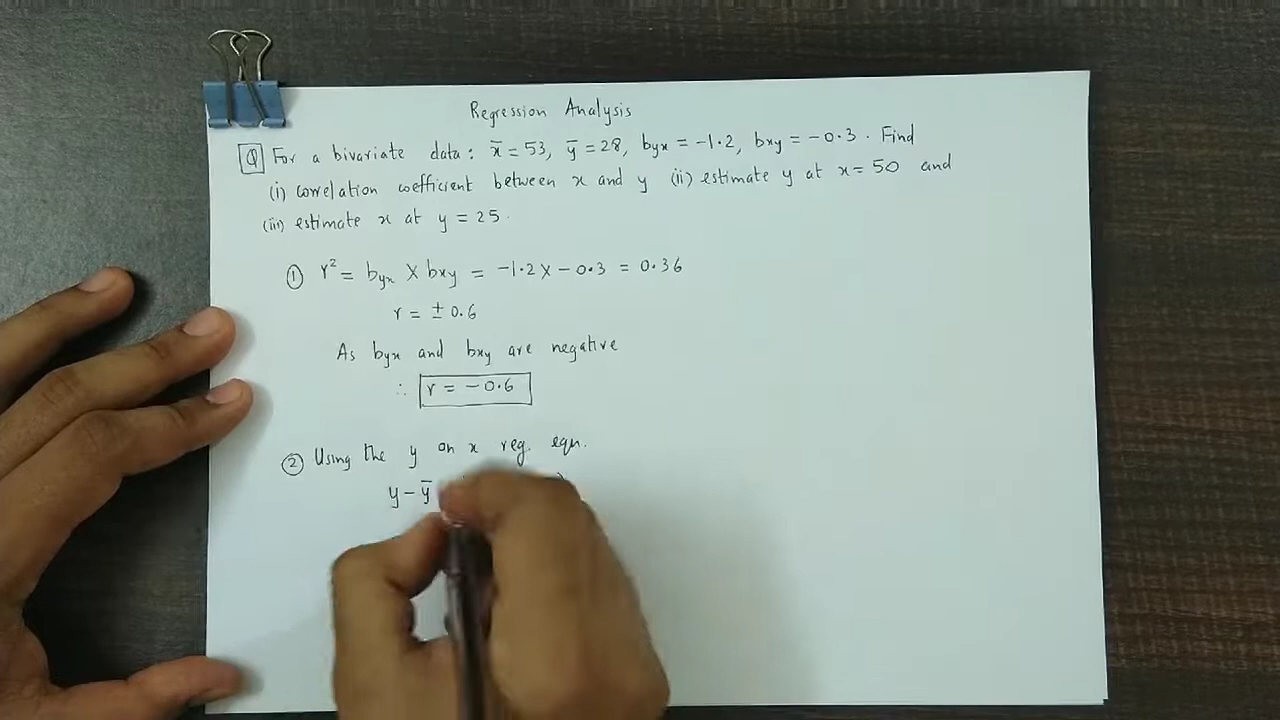 Regression Analysis
Q For a bivariate data: x̅ = 53, y̅ = 28, byx = -1.2, bxy = -0.3. Find
(i) correlation coefficient between x and y (ii) estimate y at x = 50 and
(iii) estimate x at y = 25.
① r² = byx X bxy = -1.2 X -0.3 = 0.36
r = ± 0.6
As byx and bxy are negative
∴ r = -0.6
② Using the y on x reg. eqn.
y - y̅